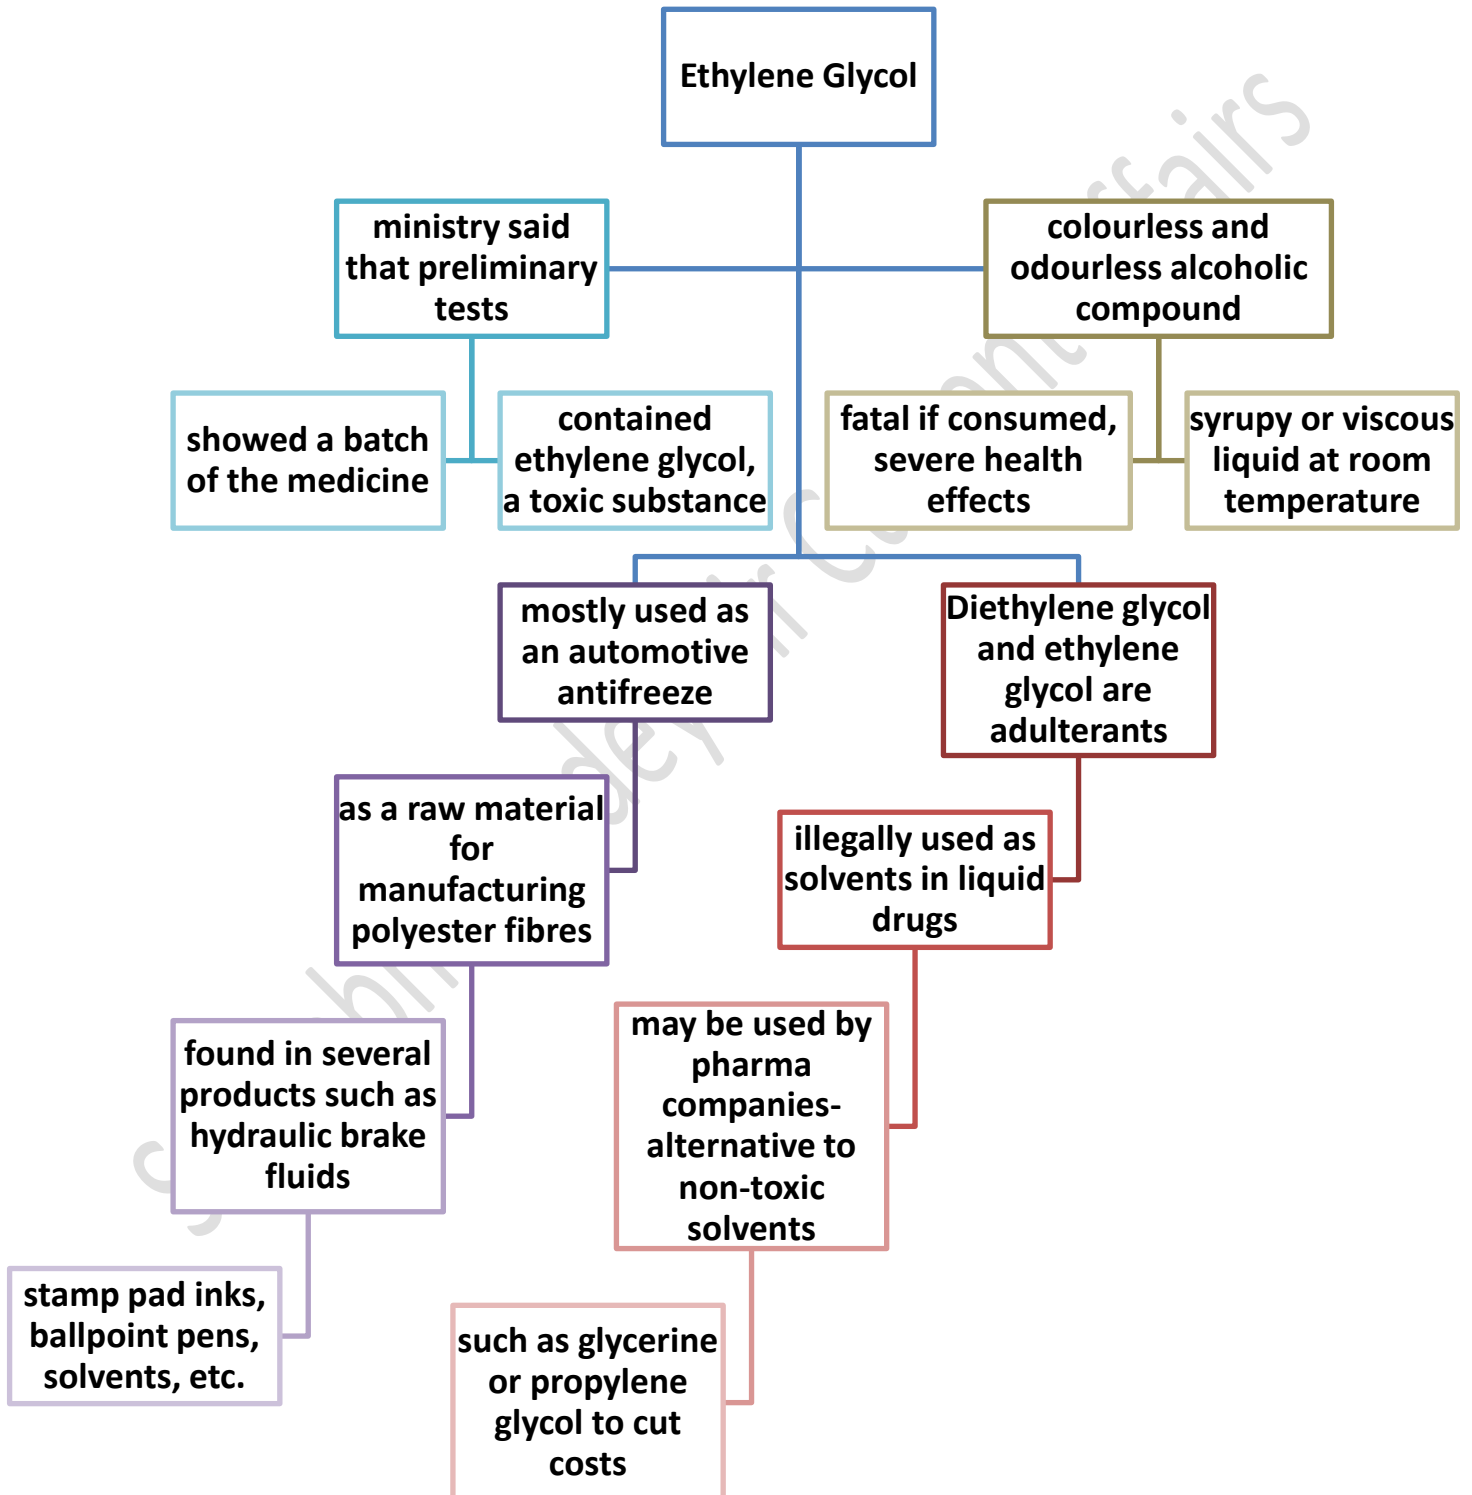 Ethylene Glycol
ministry said
that preliminary
tests
colourless and
odourless alcoholic
compound
showed a batch
of the medicine
contained
ethylene glycol,
a toxic substance
fatal if consumed,
severe health
effects
syrupy or viscous
liquid at room
temperature
mostly used as
an automotive
antifreeze
Diethylene glycol
and ethylene
glycol are
adulterants
as a raw material
for
manufacturing
polyester fibres
illegally used as
solvents in liquid
drugs
found in several
products such as
hydraulic brake
fluids
may be used by
pharma
companies-
alternative to
non-toxic
solvents
stamp pad inks,
ballpoint pens,
solvents, etc.
such as glycerine
or propylene
glycol to cut
costs